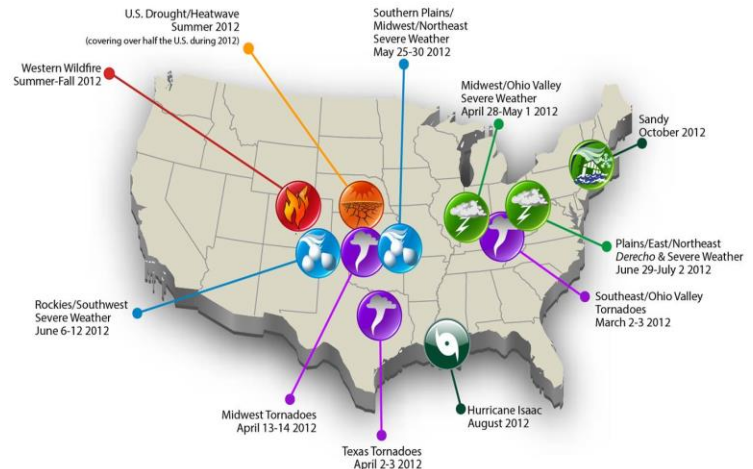 U.S. Drought/Heatwave
Summer 2012
(covering over half the U.S. during 2012)
Southern Plains/
Midwest/Northeast
Severe Weather
May 25-30 2012
Western Wildfire
Summer-Fall 2012
Midwest/Ohio Valley
Severe Weather
April 28-May 1 2012
Sandy
October 2012
Plains/East/Northeast
Derecho & Severe Weather
June 29-July 2 2012
Rockies/Southwest
Severe Weather
June 6-12 2012
Southeast/Ohio Valley
Tornadoes
March 2-3 2012
Midwest Tornadoes
April 13-14 2012
Hurricane Isaac
August 2012
Texas Tornadoes
April 2-3 2012